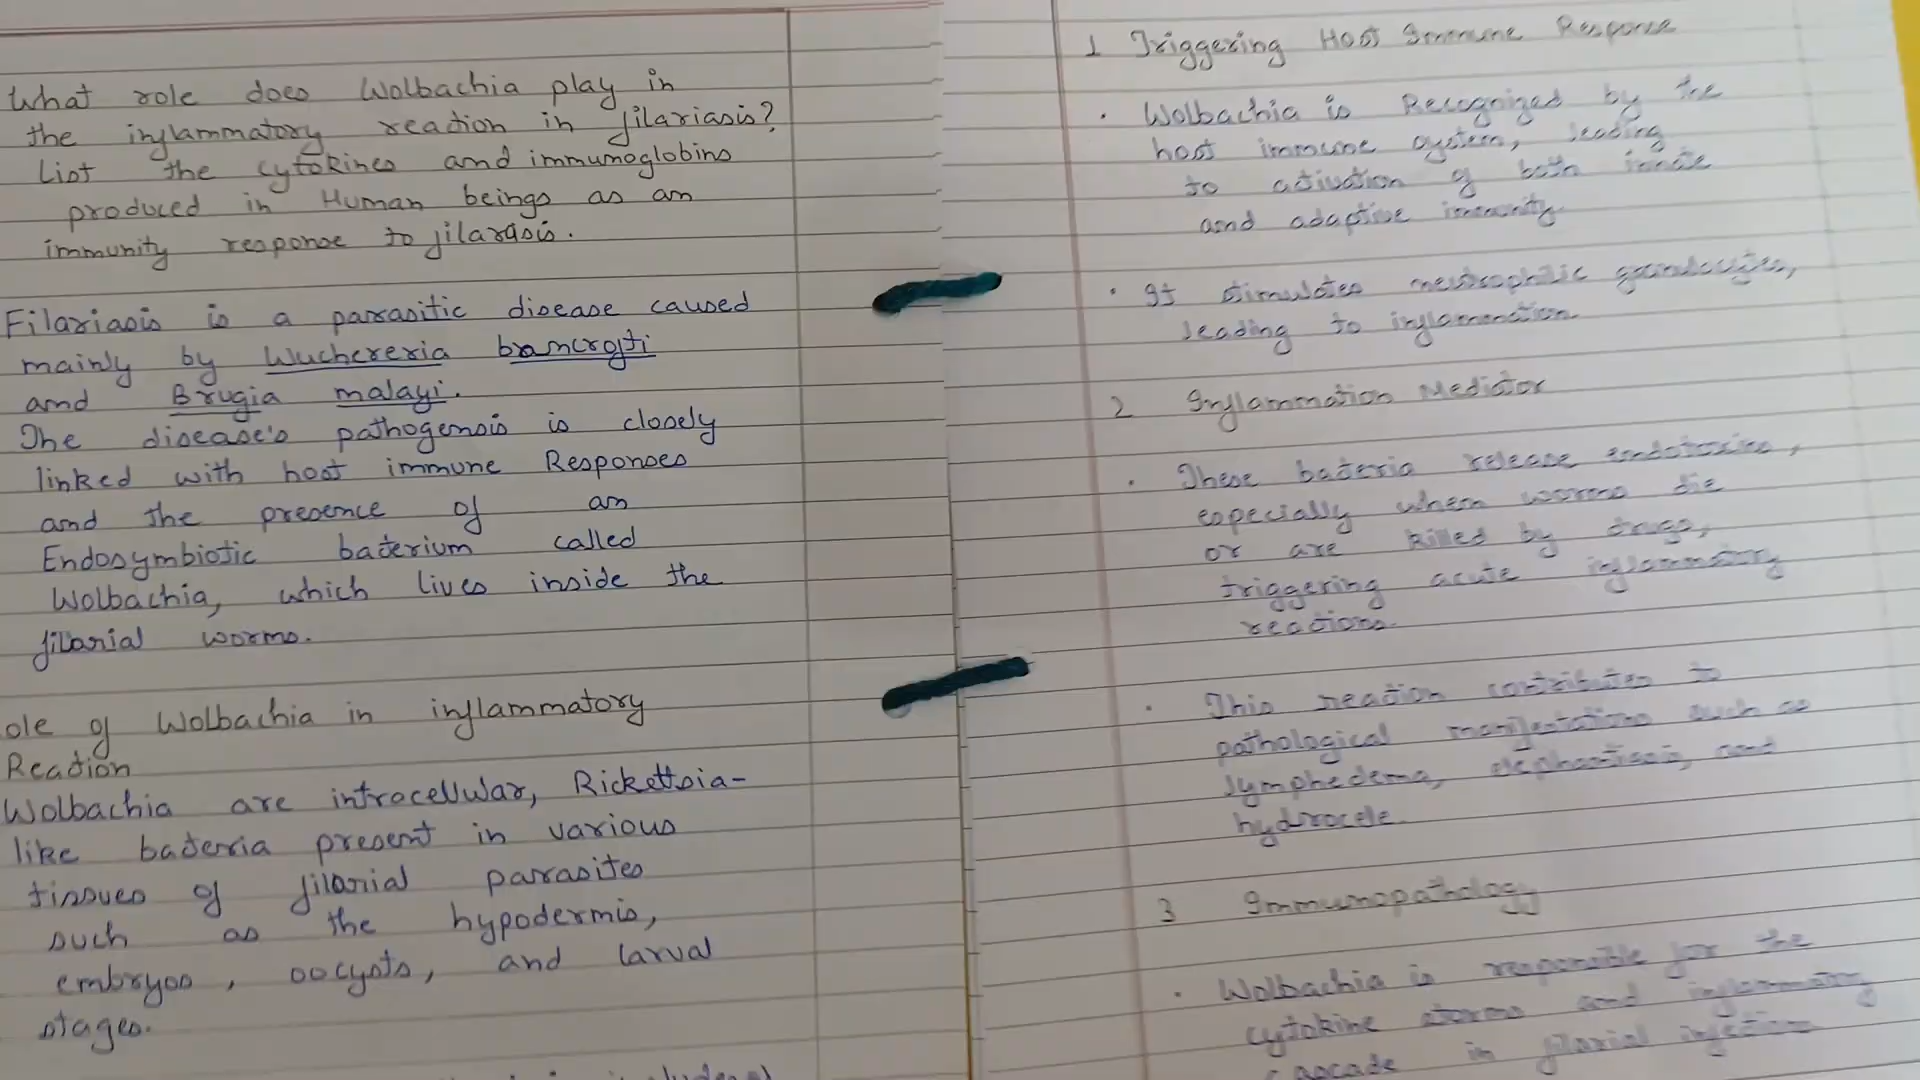 What role does Wolbachia play in
the inflammatory reaction in filariasis?
List the cytokines and immunoglobins
produced in Human beings as an
immunity response to filariasis.
Filariasis is a parasitic disease caused
mainly by Wuchereria bancrofti
and Brugia malayi.
The disease's pathogensis is closely
linked with host immune Responses
and the presence of an
Endosymbiotic bacterium called
Wolbachia, which lives inside the
filarial worms.
ole of Wolbachia in inflammatory
Reaction
Wolbachia are intracellular, Rickettsia-
like bacteria present in various
tissues of filarial parasites
such as the hypodermis,
embryos, oocysts, and larval
stages.
1 Triggering Host Immune Response
• Wolbachia is Recognized by the
host immune system, leading
to activation of both innate
and adaptive immunity.
• It stimulates neutrophilic granulocytes,
leading to inflammation.
2 Inflammation Mediator
• These bacteria release endotoxins,
especially when worms die
or are killed by drugs,
triggering acute inflammatory
reactions.
• This reaction contributes to
pathological manifestations such as
lymphedema, elephantiasis, and
hydrocele.
3 Immunopathology
• Wolbachia is responsible for the
cytokine storms and inflammatory
cascade in filarial infection